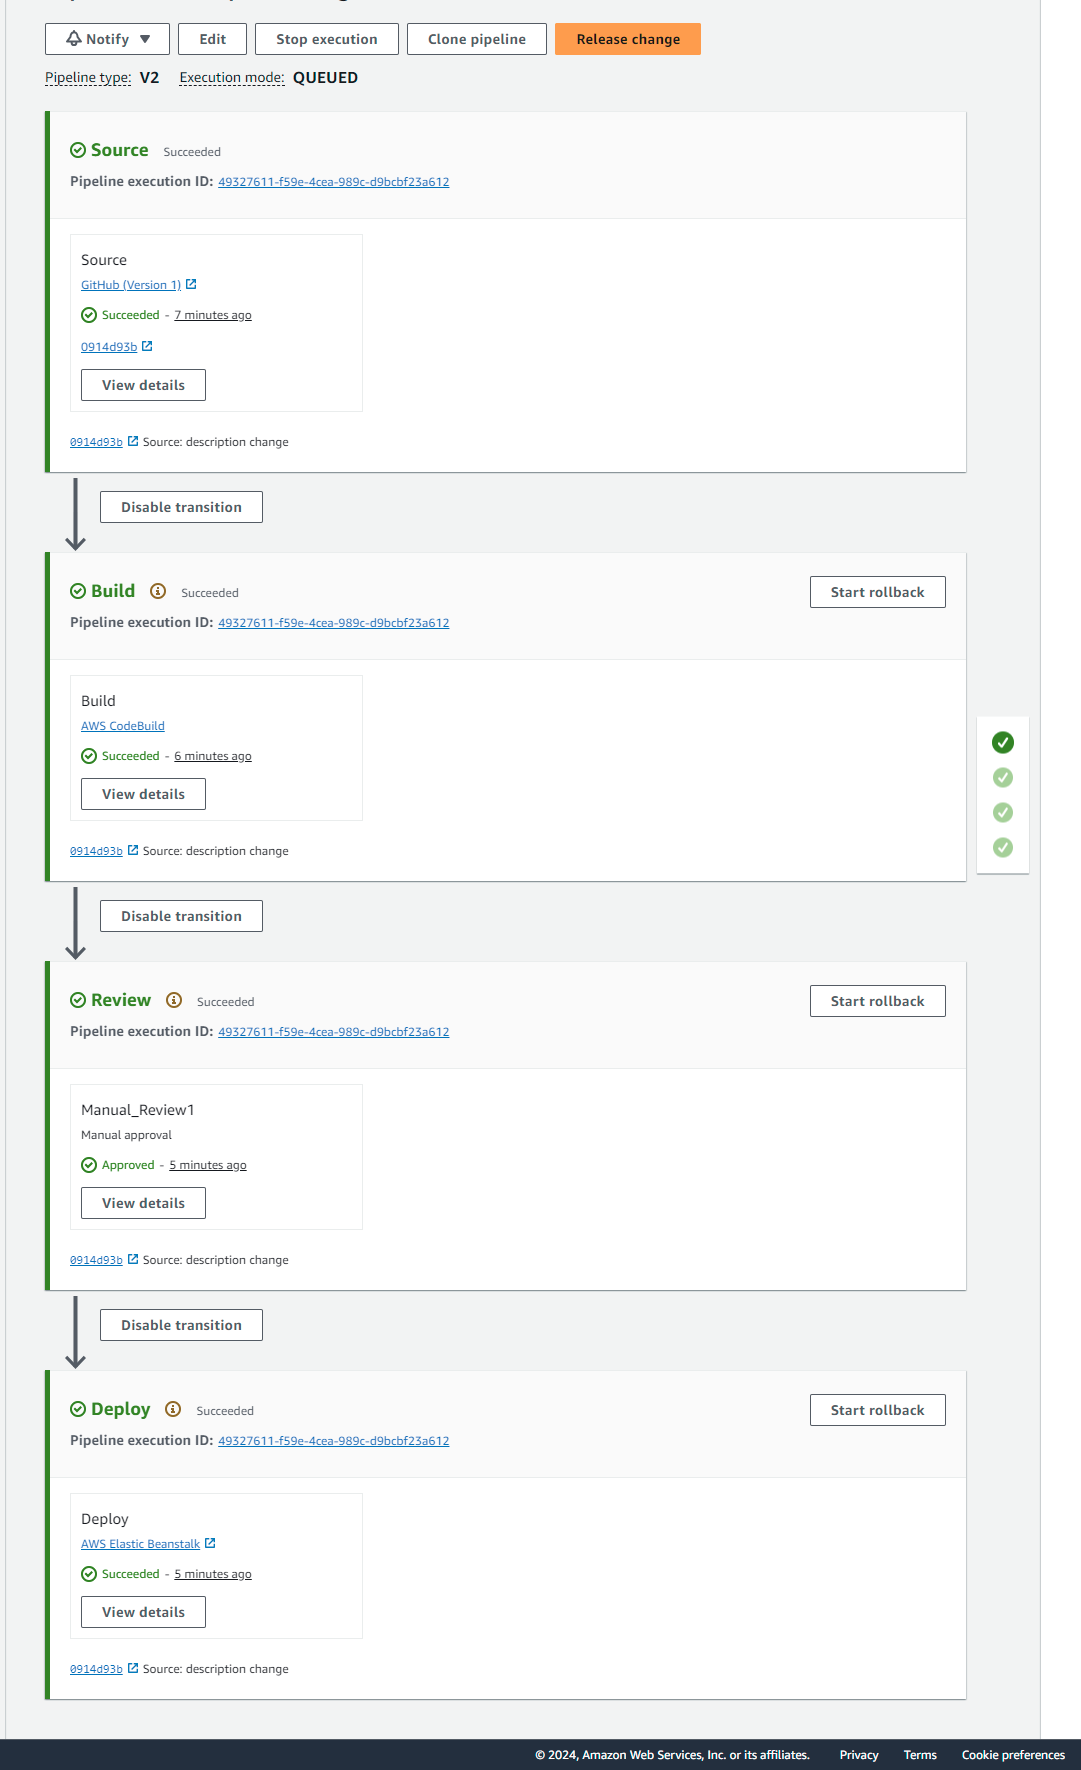 Notify ▼ Edit Stop execution Clone pipeline Release change
Pipeline type: V2 Execution mode: QUEUED
Source Succeeded
Pipeline execution ID: 49327611-f59e-4cea-989c-d9bcbf23a612
Source
GitHub (Version 1)
Succeeded - 7 minutes ago
0914d93b
View details
0914d93b Source: description change
Disable transition
Build Succeeded Start rollback
Pipeline execution ID: 49327611-f59e-4cea-989c-d9bcbf23a612
Build
AWS CodeBuild
Succeeded - 6 minutes ago
View details
0914d93b Source: description change
Disable transition
Review Succeeded Start rollback
Pipeline execution ID: 49327611-f59e-4cea-989c-d9bcbf23a612
Manual_Review1
Manual approval
Approved - 5 minutes ago
View details
0914d93b Source: description change
Disable transition
Deploy Succeeded Start rollback
Pipeline execution ID: 49327611-f59e-4cea-989c-d9bcbf23a612
Deploy
AWS Elastic Beanstalk
Succeeded - 5 minutes ago
View details
0914d93b Source: description change
© 2024, Amazon Web Services, Inc. or its affiliates. Privacy Terms Cookie preferences